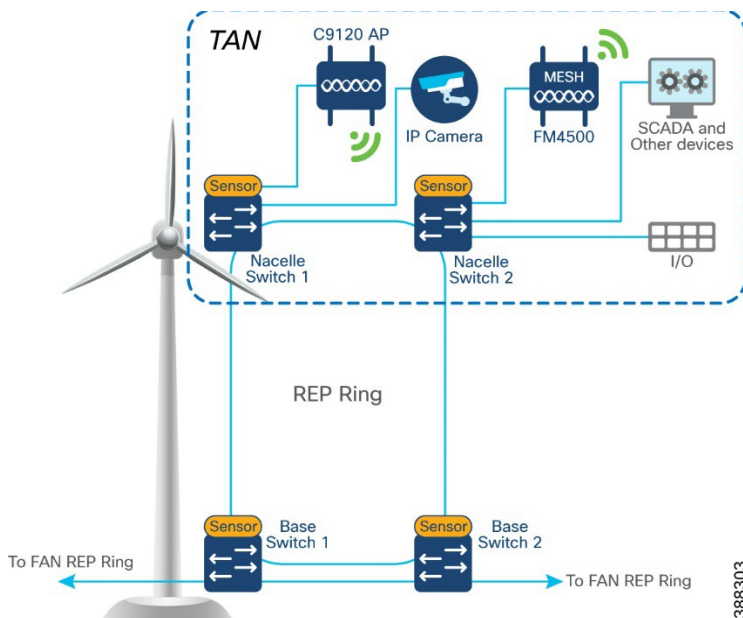 TAN
C9120 AP
IP Camera
MESH
FM4500
SCADA and
Other devices
Sensor
Sensor
Nacelle
Switch 1
Nacelle
Switch 2
I/O
REP Ring
Sensor
Base
Switch 1
Sensor
Base
Switch 2
To FAN REP Ring
To FAN REP Ring
388303